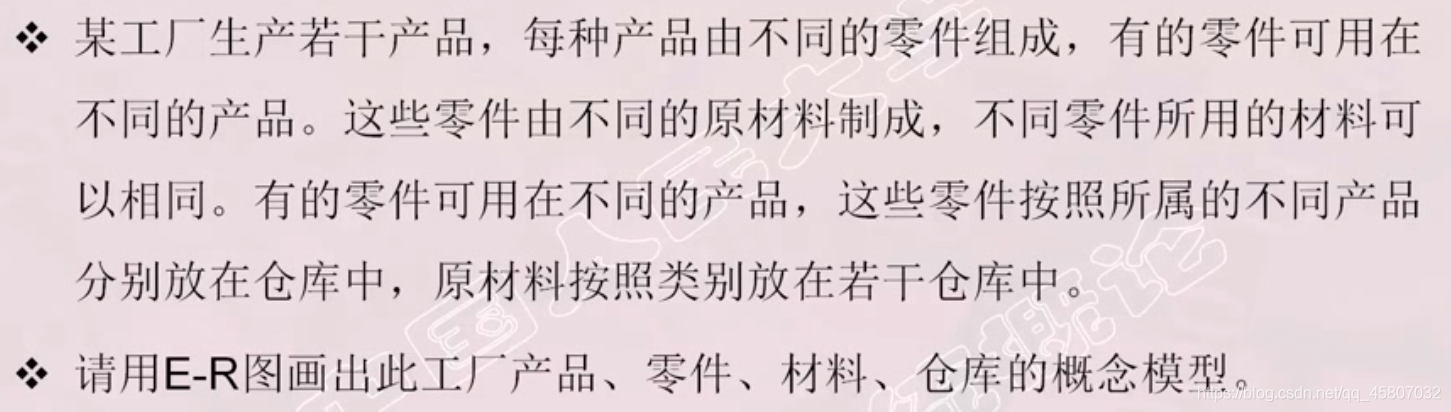 ❖ 某工厂生产若干产品，每种产品由不同的零件组成，有的零件可用在
不同的产品。这些零件由不同的原材料制成，不同零件所用的材料可
以相同。有的零件可用在不同的产品，这些零件按照所属的不同产品
分别放在仓库中，原材料按照类别放在若干仓库中。
❖ 请用E-R图画出此工厂产品、零件、材料、仓库的概念模型。
https://blog.csdn.net/qq_45807032